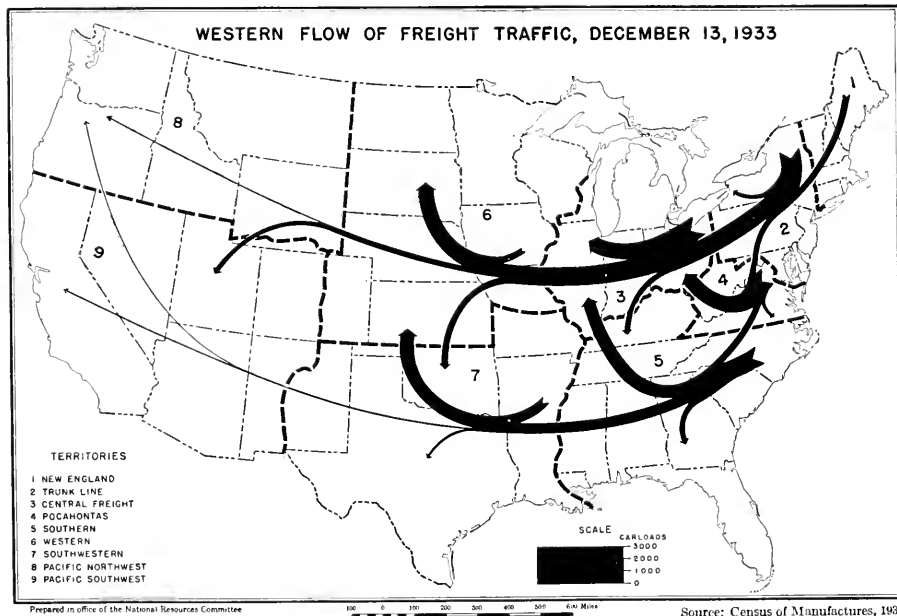 WESTERN FLOW OF FREIGHT TRAFFIC, DECEMBER 13, 1933
1
8
2
6
9
4
3
5
7
TERRITORIES
1 NEW ENGLAND
2 TRUNK LINE
3 CENTRAL FREIGHT
4 POCAHONTAS
5 SOUTHERN
6 WESTERN
7 SOUTHWESTERN
8 PACIFIC NORTHWEST
9 PACIFIC SOUTHWEST
SCALE
CARLOADS
3000
2000
1000
0
Prepared in office of the National Resources Committee
100 0 100 200 300 400 500 600 Miles
Source: Census of Manufactures, 193